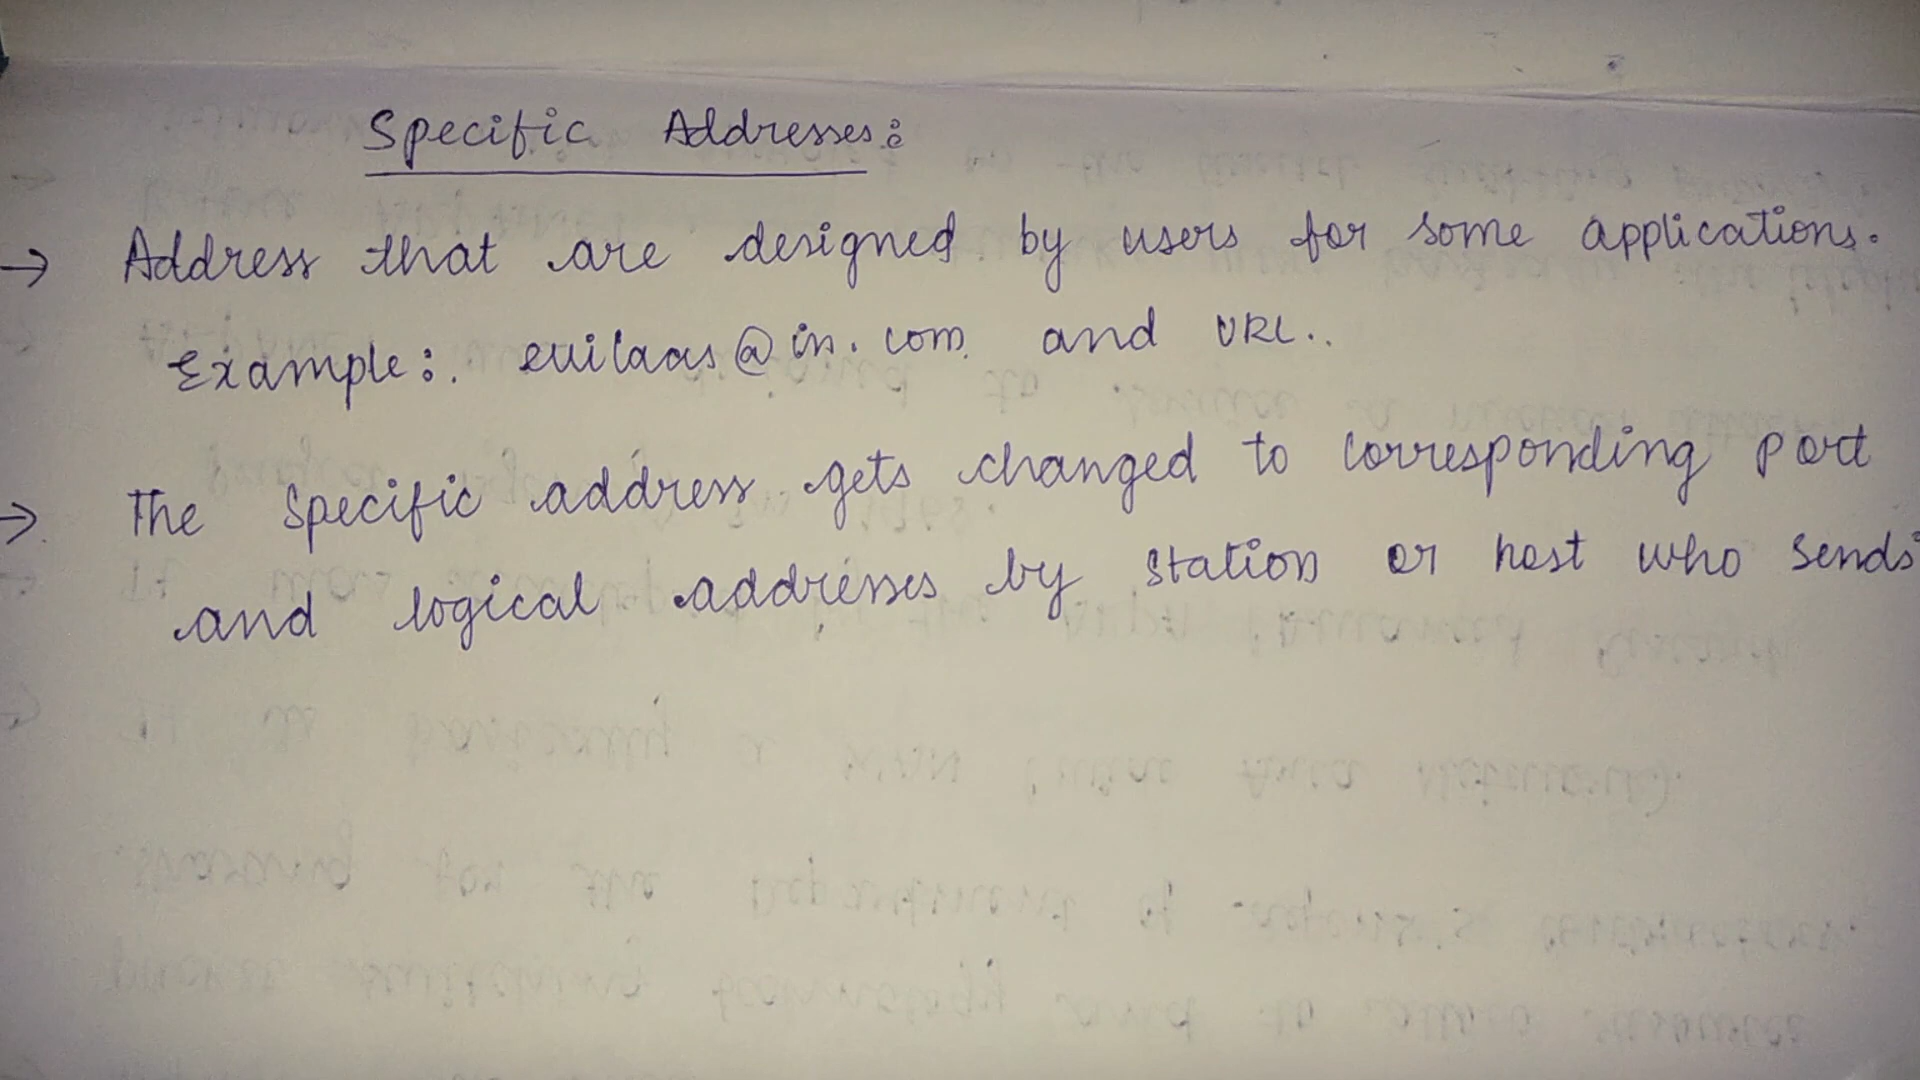 Specific Addresses:
→ Address that are designed by users for some applications.
Example:. euilaas@in.com and URL..
→ The Specific address gets changed to corresponding port
and logical addresses by station or host who sends